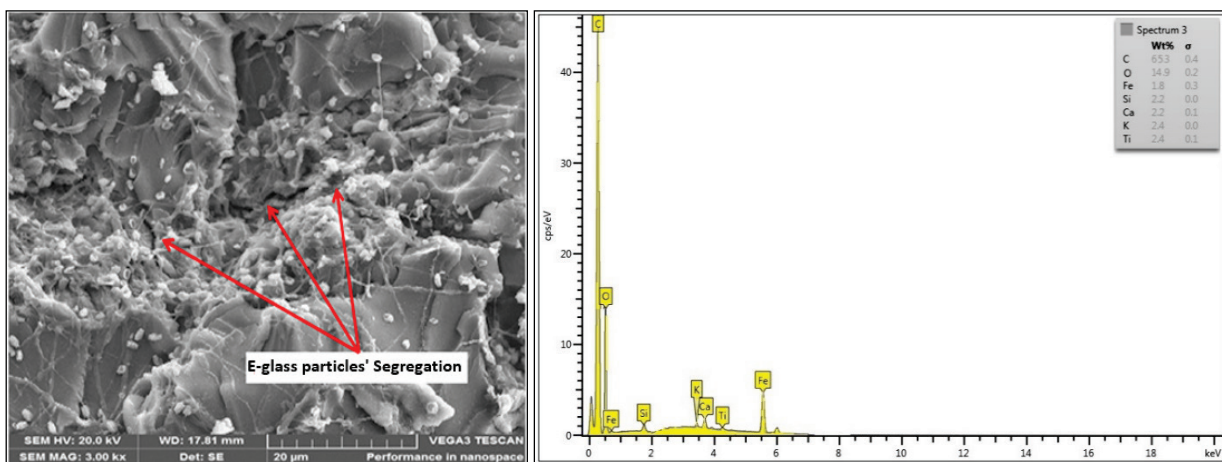 E-glass particles' Segregation
SEM HV: 20.0 kV WD: 17.81 mm VEGA3 TESCAN
SEM MAG: 3.00 kx Det: SE 20 µm Performance in nanospace
Spectrum 3
Wt% σ
C 65.3 0.4
O 14.9 0.2
Fe 1.8 0.3
Si 2.2 0.0
Ca 2.2 0.1
K 2.4 0.0
Ti 2.4 0.1
C
O
Fe
Si
K
Ca
Ti
Fe
cps/eV
40
30
20
10
0
0 2 4 6 8 10 12 14 16 18 keV